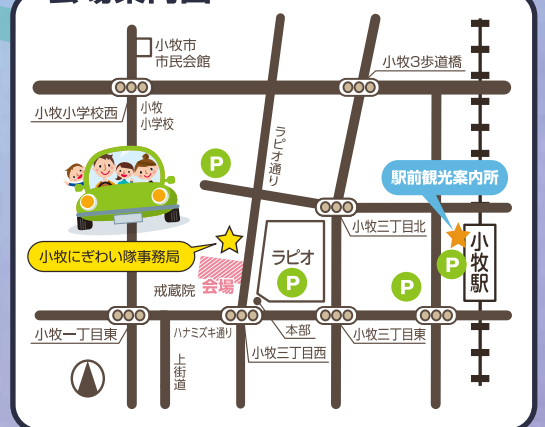 小牧市
市民会館
小牧3歩道橋
小牧小学校西
小牧
小学校
ラピオ通り
P
駅前観光案内所
小牧三丁目北
小牧にぎわい隊事務局
ラピオ
P
小牧駅
P
P
戒蔵院
会場
小牧一丁目東
ハナミズキ通り
本部
小牧三丁目東
小牧三丁目西
上街道